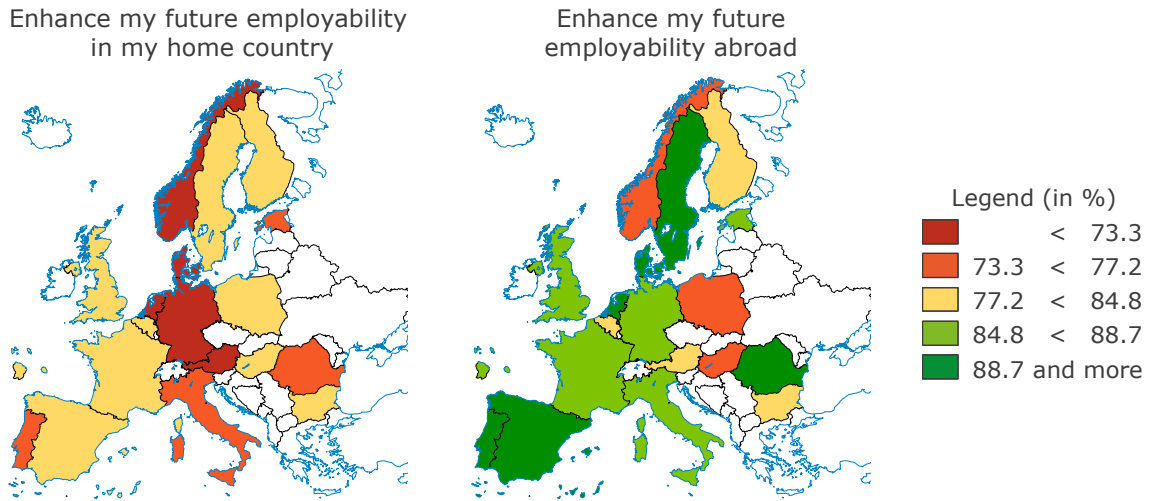 Enhance my future employability
in my home country
Enhance my future
employability abroad
Legend (in %)
< 73.3
73.3 < 77.2
77.2 < 84.8
84.8 < 88.7
88.7 and more